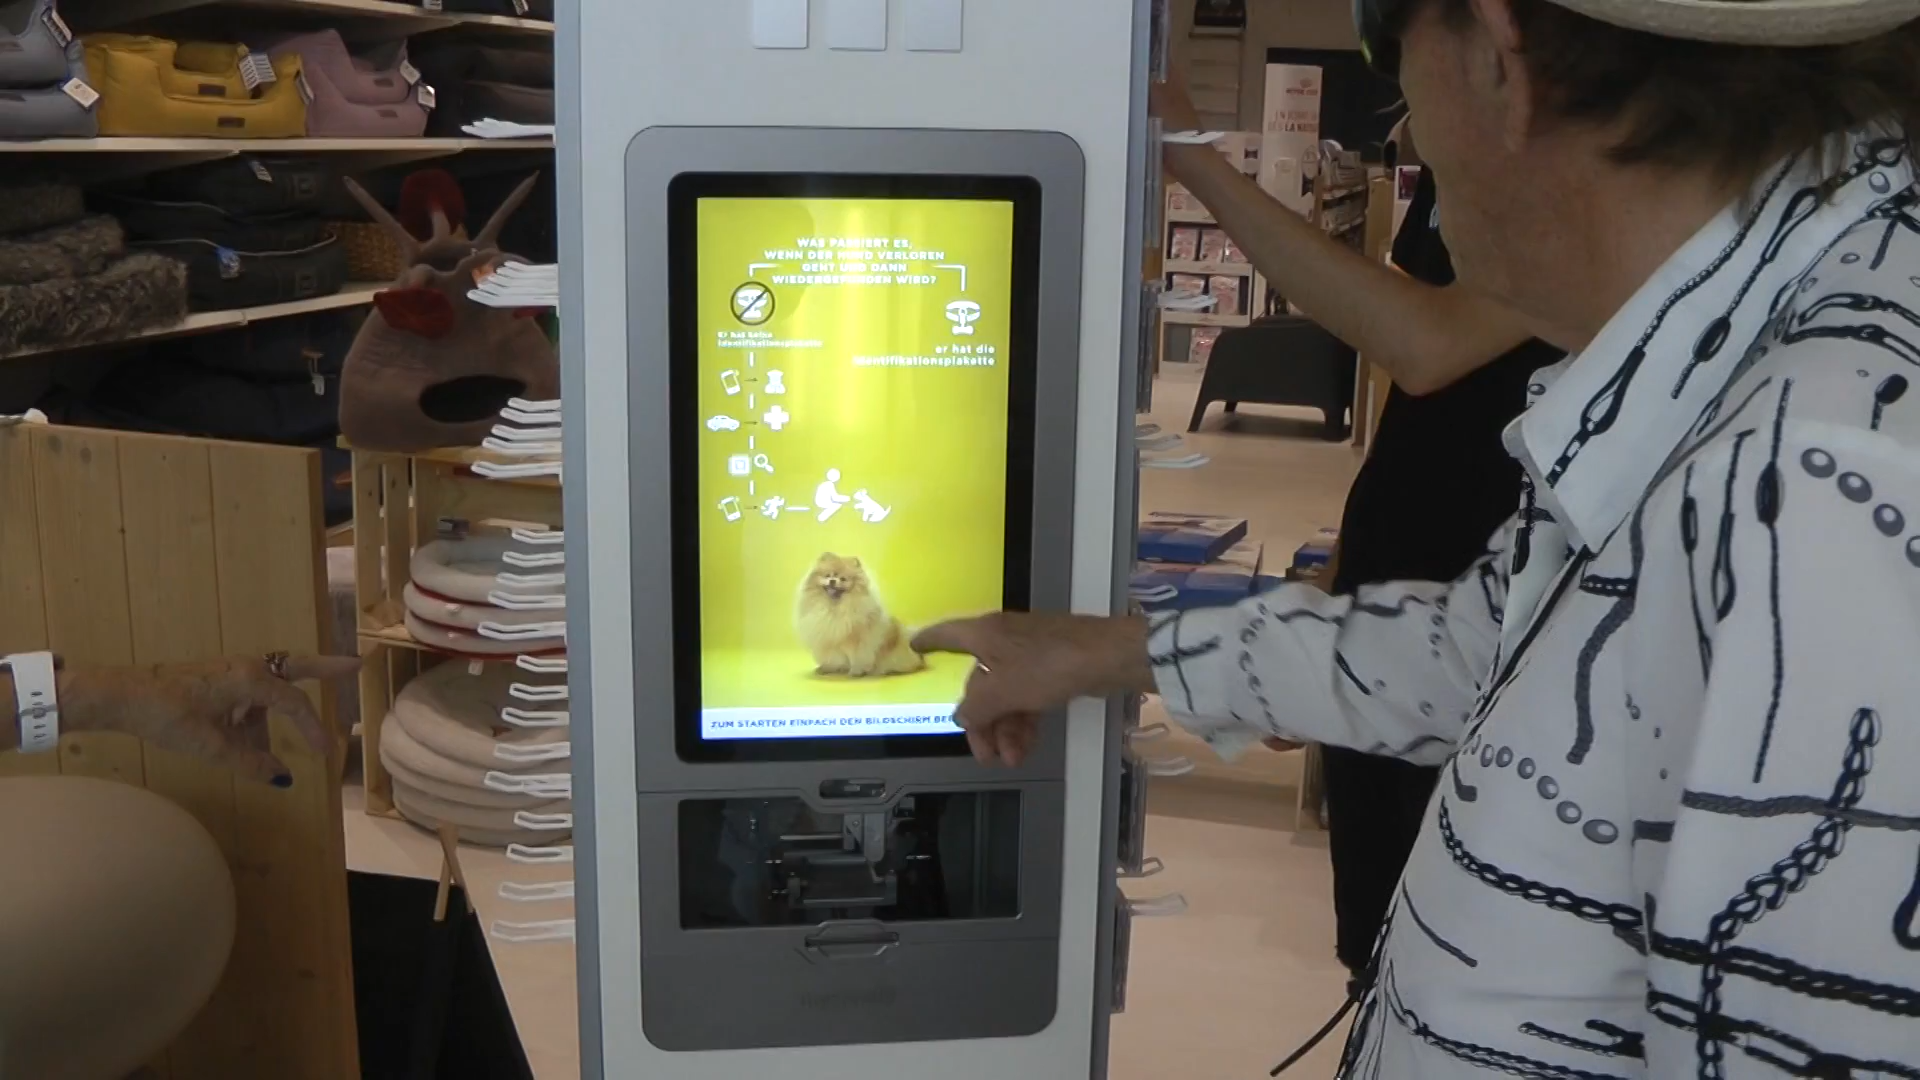 WAS PASSIERT ES,
WENN DER HUND VERLOREN
GEHT UND DANN
WIEDERGEFUNDEN WIRD?
Er hat keine
Identifikationsplakette
er hat die
Identifikationsplakette
ZUM STARTEN EINFACH DEN BILDSCHIRM BER